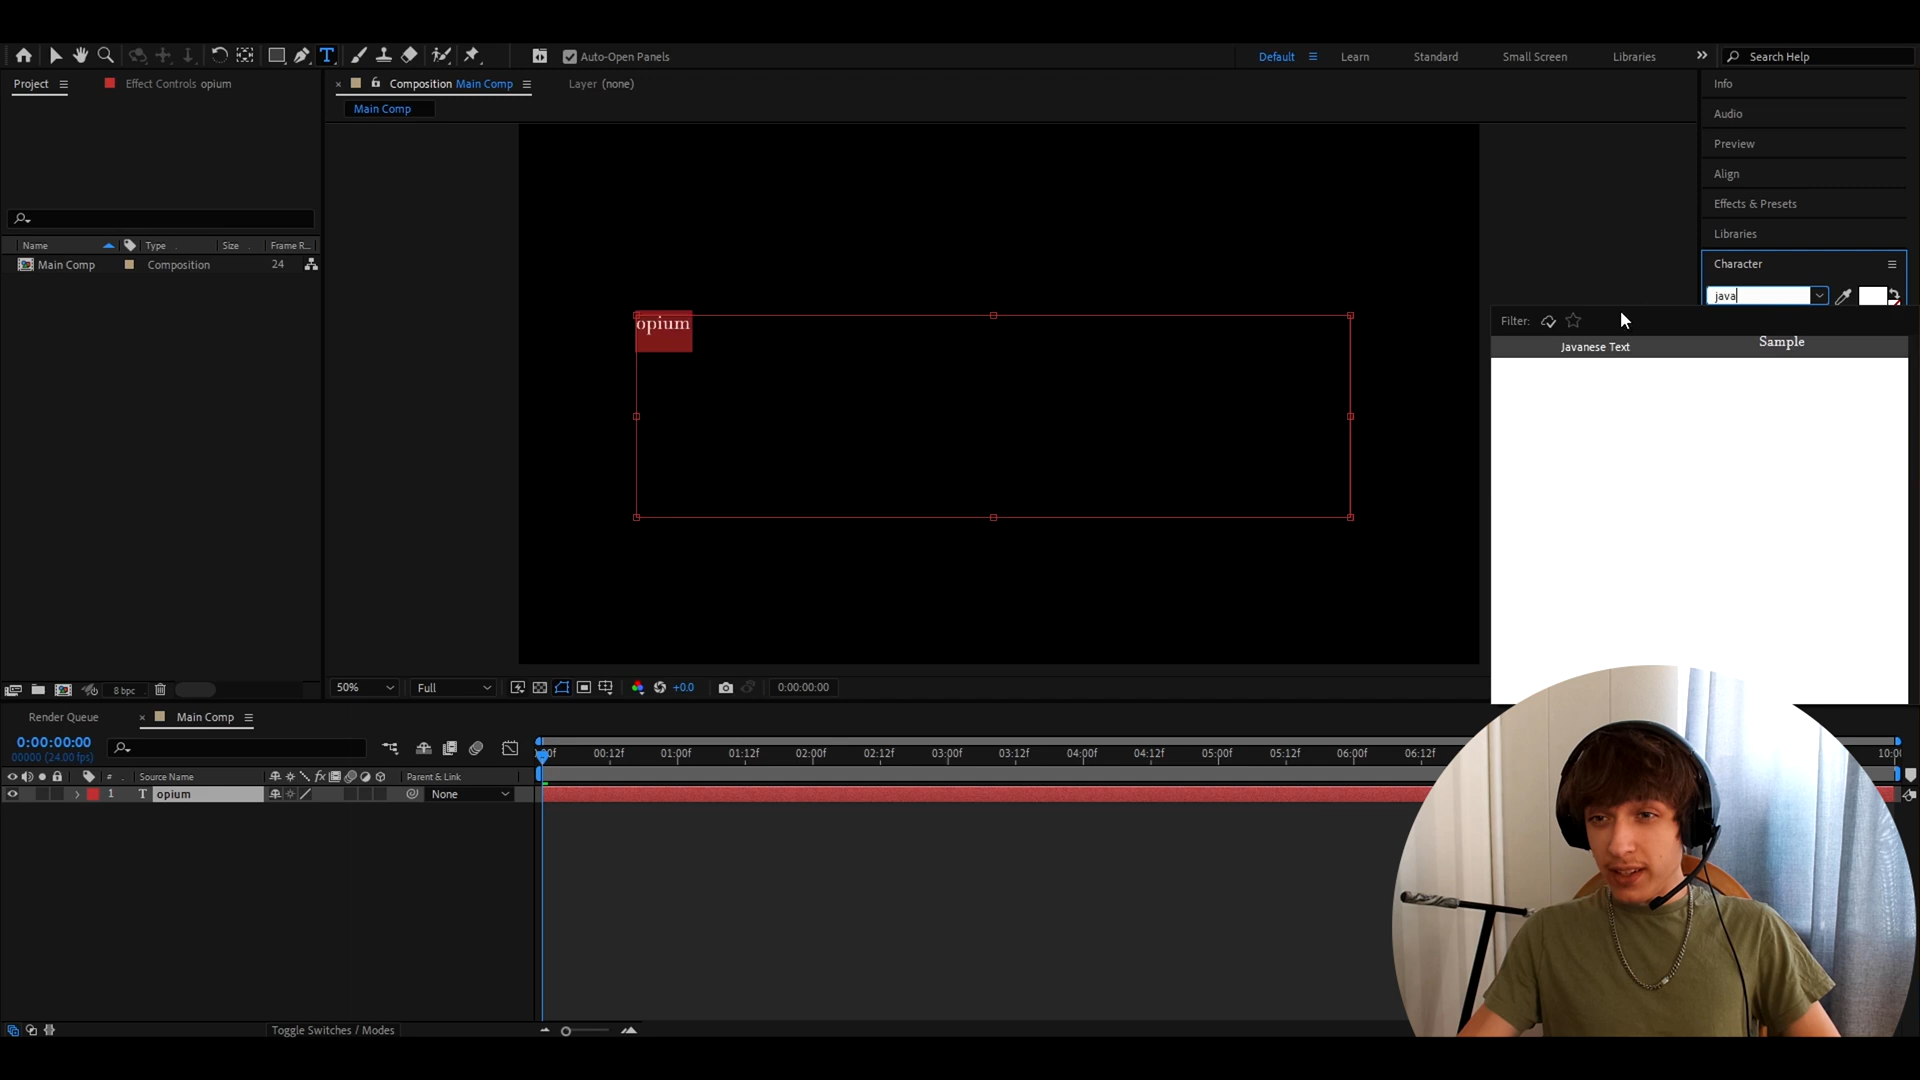 Auto-Open Panels
Default
Learn
Standard
Small Screen
Libraries
Search Help
Project
Effect Controls opium
Composition Main Comp
Layer (none)
Main Comp
Info
Audio
Preview
Align
Effects & Presets
Libraries
Character
java
Filter:
Javanese Text
Sample
Name
Type
Size
Frame R...
Main Comp
Composition
24
opium
8 bpc
50%
Full
+0.0
0:00:00:00
Render Queue
Main Comp
0:00:00:00
00000 (24.00 fps)
00f
00:12f
01:00f
01:12f
02:00f
02:12f
03:00f
03:12f
04:00f
04:12f
05:00f
05:12f
06:00f
06:12f
10:0
#
Source Name
fx
Parent & Link
1
T
opium
None
Toggle Switches / Modes